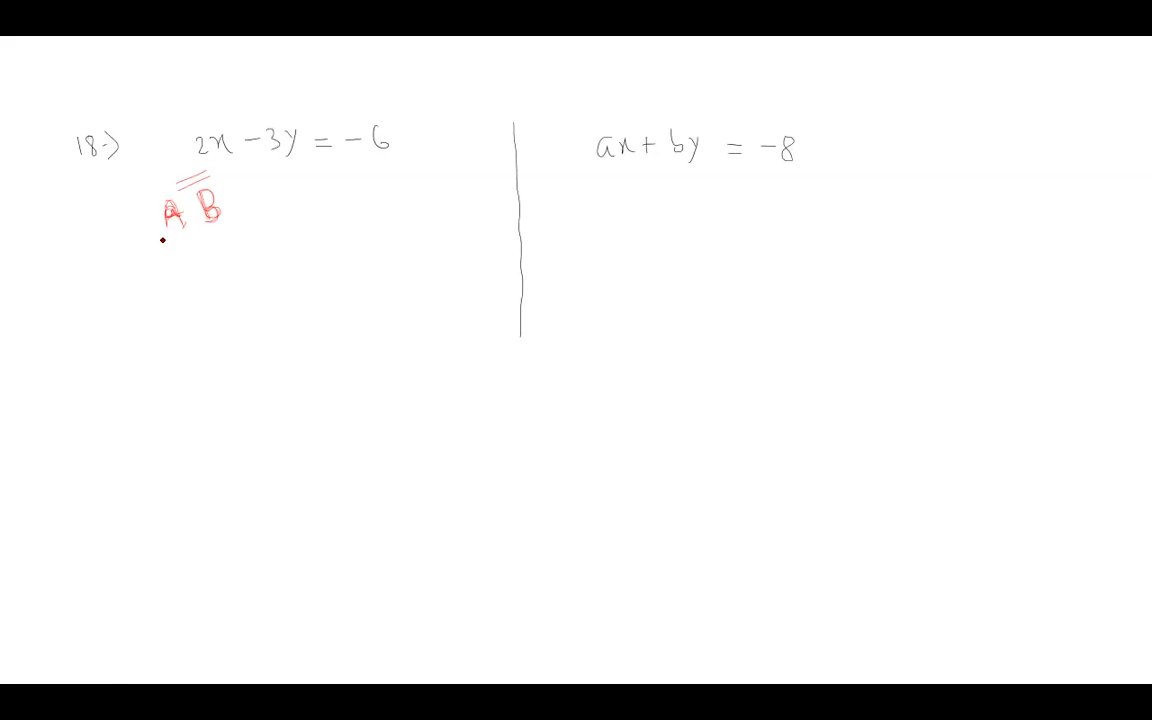 18→ 2x - 3y = - 6
A, B
ax + by = -8